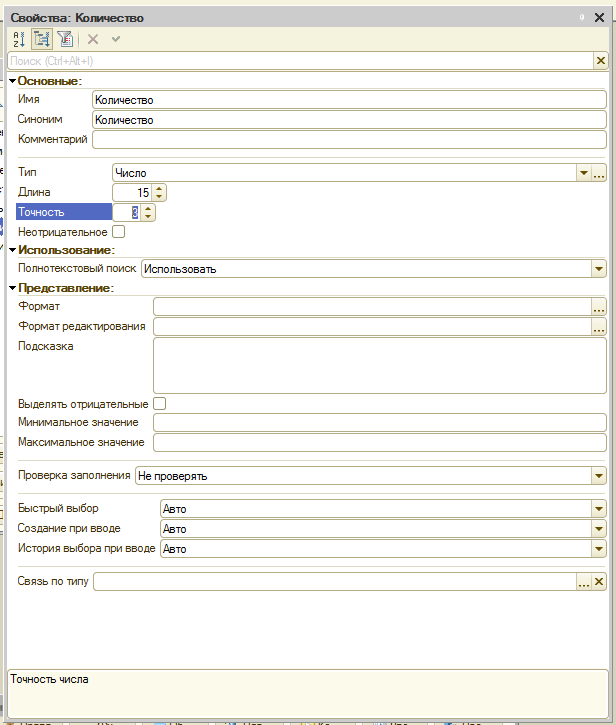 Свойства: Количество
Поиск (Ctrl+Alt+I)
Основные:
Имя Количество
Синоним Количество
Комментарий
Тип Число
Длина 15
Точность 3
Неотрицательное
Использование:
Полнотекстовый поиск Использовать
Представление:
Формат
Формат редактирования
Подсказка
Выделять отрицательные
Минимальное значение
Максимальное значение
Проверка заполнения Не проверять
Быстрый выбор Авто
Создание при вводе Авто
История выбора при вводе Авто
Связь по типу
Точность числа